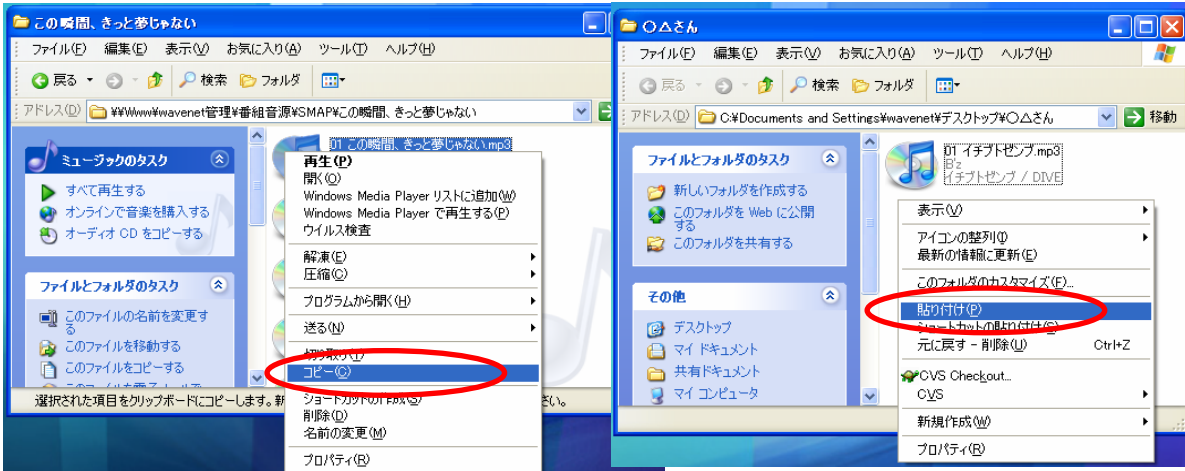 この瞬間、きっと夢じゃない
ファイル(F) 編集(E) 表示(V) お気に入り(A) ツール(T) ヘルプ(H)
戻る 検索 フォルダ
アドレス(D) ¥¥Www¥wavenet管理¥番組音源¥SMAP¥この瞬間、きっと夢じゃない
ミュージックのタスク
すべて再生する
オンラインで音楽を購入する
オーディオ CD をコピーする
ファイルとフォルダのタスク
このファイルの名前を変更す
る
このファイルを移動する
このファイルをコピーする
選択された項目をクリップボードにコピーします。新
さい。
01 この瞬間、きっと夢じゃない.mp3
再生(P)
開く(O)
Windows Media Player リストに追加(W)
Windows Media Player で再生する(P)
ウイルス検査
解凍(E)
圧縮(C)
プログラムから開く(H)
送る(N)
切り取り(T)
コピー(C)
ショートカットの作成(S)
削除(D)
名前の変更(M)
プロパティ(R)
○△さん
ファイル(F) 編集(E) 表示(V) お気に入り(A) ツール(T) ヘルプ(H)
戻る 検索 フォルダ
アドレス(D) C:¥Documents and Settings¥wavenet¥デスクトップ¥○△さん 移動
ファイルとフォルダのタスク
新しいフォルダを作成する
このフォルダを Web に公開
する
このフォルダを共有する
その他
デスクトップ
マイ ドキュメント
共有ドキュメント
マイ コンピュータ
01 イチブトゼンブ.mp3
B'z
イチブトゼンブ / DIVE
表示(V)
アイコンの整列(I)
最新の情報に更新(E)
このフォルダのカスタマイズ(F)...
貼り付け(P)
ショートカットの貼り付け(S)
元に戻す - 削除(U) Ctrl+Z
CVS Checkout...
CVS
新規作成(W)
プロパティ(R)